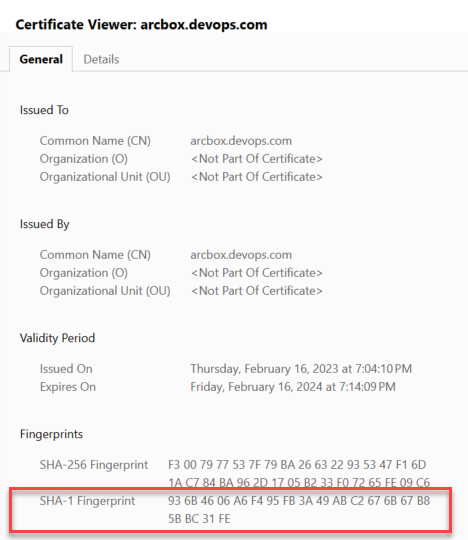 Certificate Viewer: arcbox.devops.com
General Details
Issued To
Common Name (CN) arcbox.devops.com
Organization (O) <Not Part Of Certificate>
Organizational Unit (OU) <Not Part Of Certificate>
Issued By
Common Name (CN) arcbox.devops.com
Organization (O) <Not Part Of Certificate>
Organizational Unit (OU) <Not Part Of Certificate>
Validity Period
Issued On Thursday, February 16, 2023 at 7:04:10 PM
Expires On Friday, February 16, 2024 at 7:14:09 PM
Fingerprints
SHA-256 Fingerprint F3 00 79 77 53 7F 79 BA 26 63 22 93 53 47 F1 6D
1A C7 84 BA 96 2D 17 05 B2 33 F0 72 65 FE 09 C6
SHA-1 Fingerprint 93 6B 46 06 A6 F4 95 FB 3A 49 AB C2 67 6B 67 B8
5B BC 31 FE